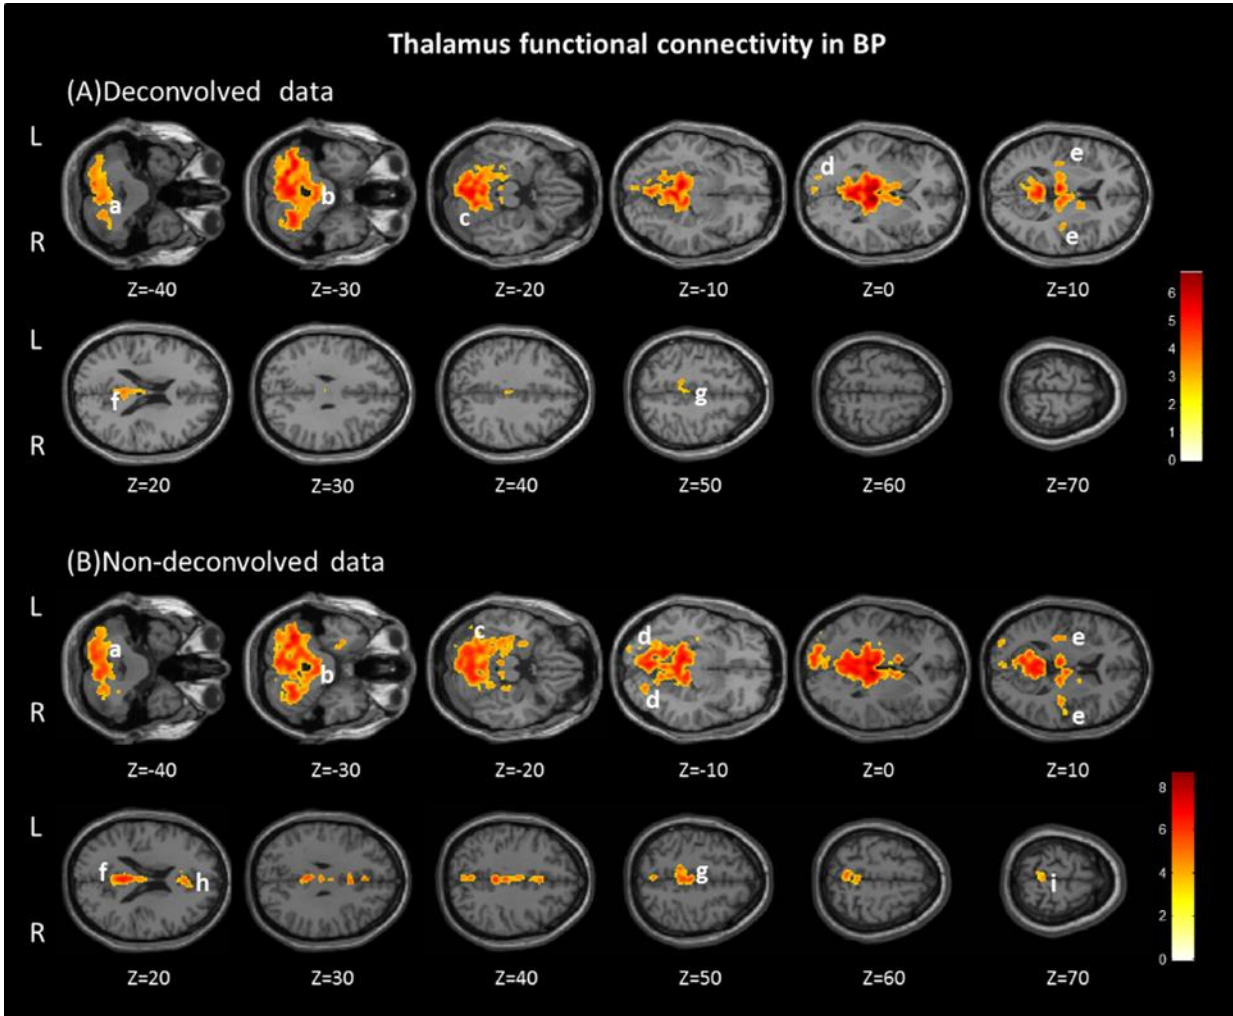 Thalamus functional connectivity in BP
(A)Deconvolved data
L
R
a
b
c
d
e
e
Z=-40 Z=-30 Z=-20 Z=-10 Z=0 Z=10
6
5
4
3
2
1
0
L
R
f
g
Z=20 Z=30 Z=40 Z=50 Z=60 Z=70
(B)Non-deconvolved data
L
R
a
b
c
d
d
e
e
Z=-40 Z=-30 Z=-20 Z=-10 Z=0 Z=10
8
6
4
2
0
L
R
f
h
g
i
Z=20 Z=30 Z=40 Z=50 Z=60 Z=70